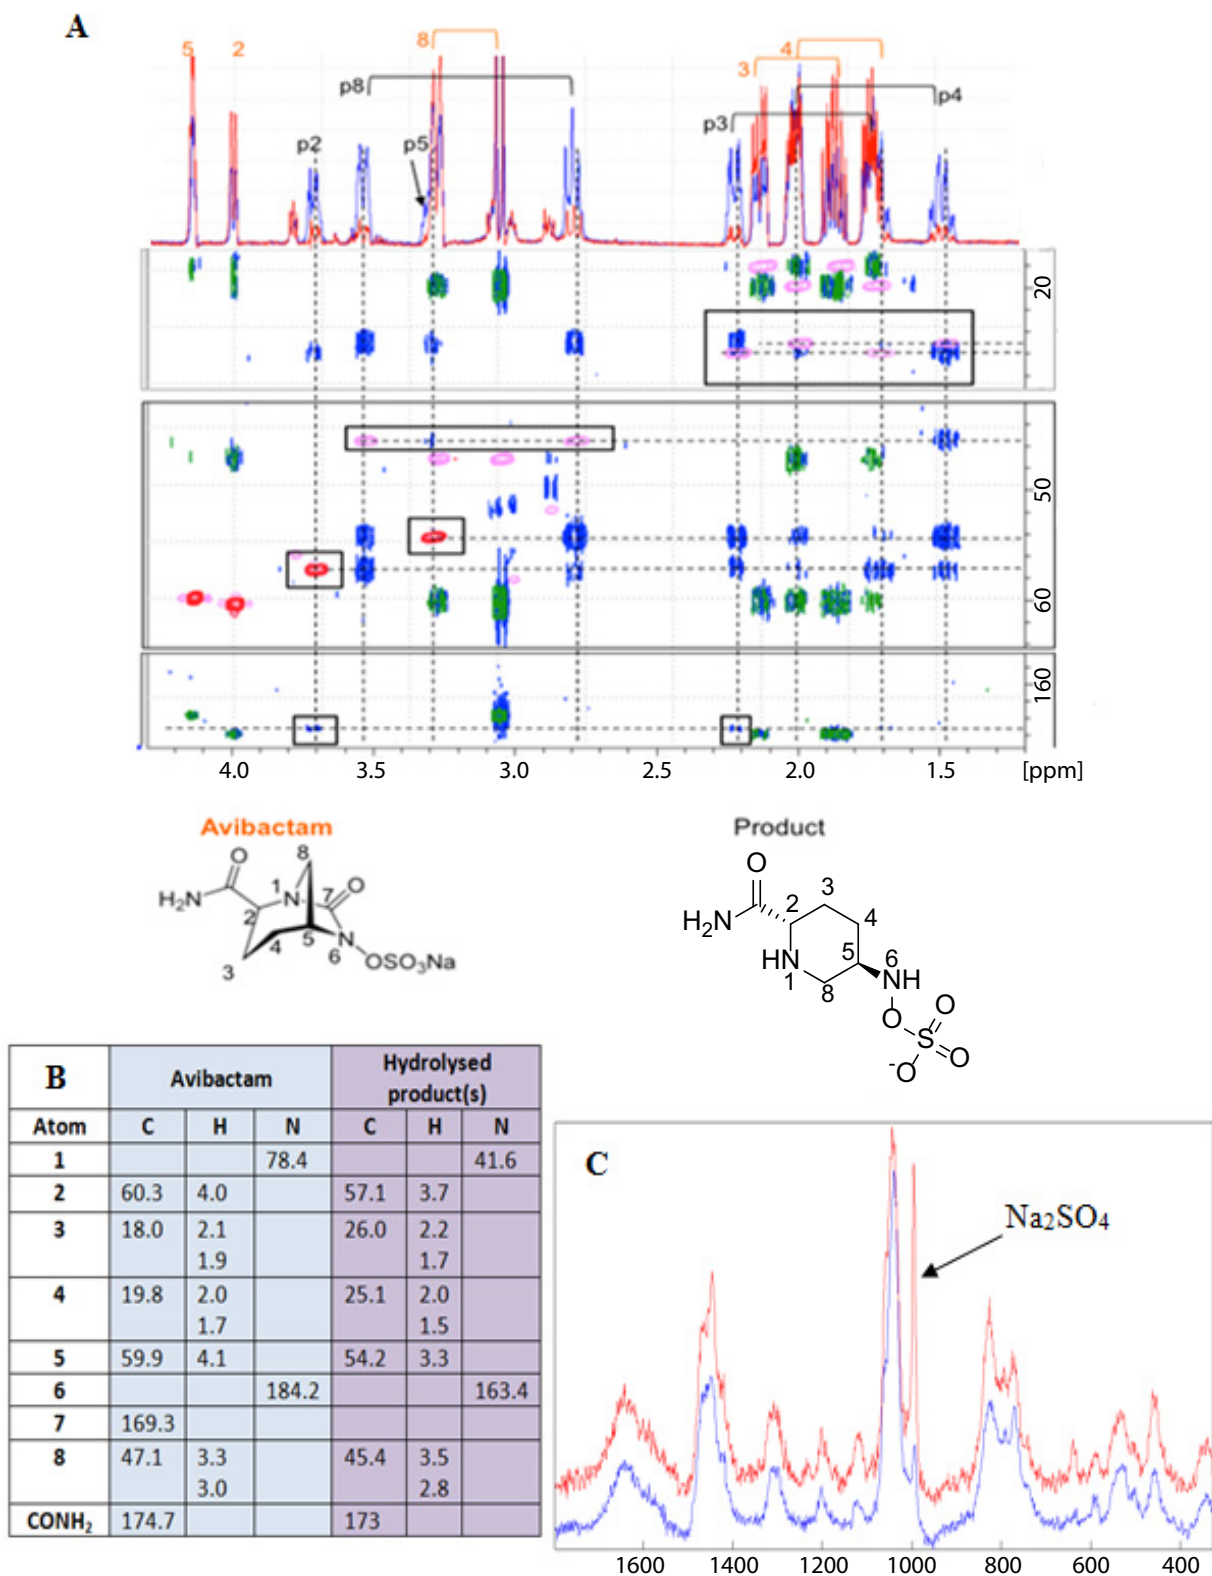 A
5 2 8 4
3
p8
p4
p3
p2 p5
20
50
60
160
4.0 3.5 3.0 2.5 2.0 1.5 [ppm]
Avibactam
Product
O
8
H₂N
1
N
7
O
2
5
N
4
6
3
OSO₃Na
O
3
H₂N
2
4
HN
1
5
6
NH
8
O
O
S
O
-O
B Avibactam Hydrolysed
product(s)
Atom C H N C H N
1 78.4 41.6
2 60.3 4.0 57.1 3.7
3 18.0 2.1 26.0 2.2
1.9 1.7
4 19.8 2.0 25.1 2.0
1.7 1.5
5 59.9 4.1 54.2 3.3
6 184.2 163.4
7 169.3
8 47.1 3.3 45.4 3.5
3.0 2.8
CONH₂ 174.7 173
C
Na₂SO₄
1600 1400 1200 1000 800 600 400